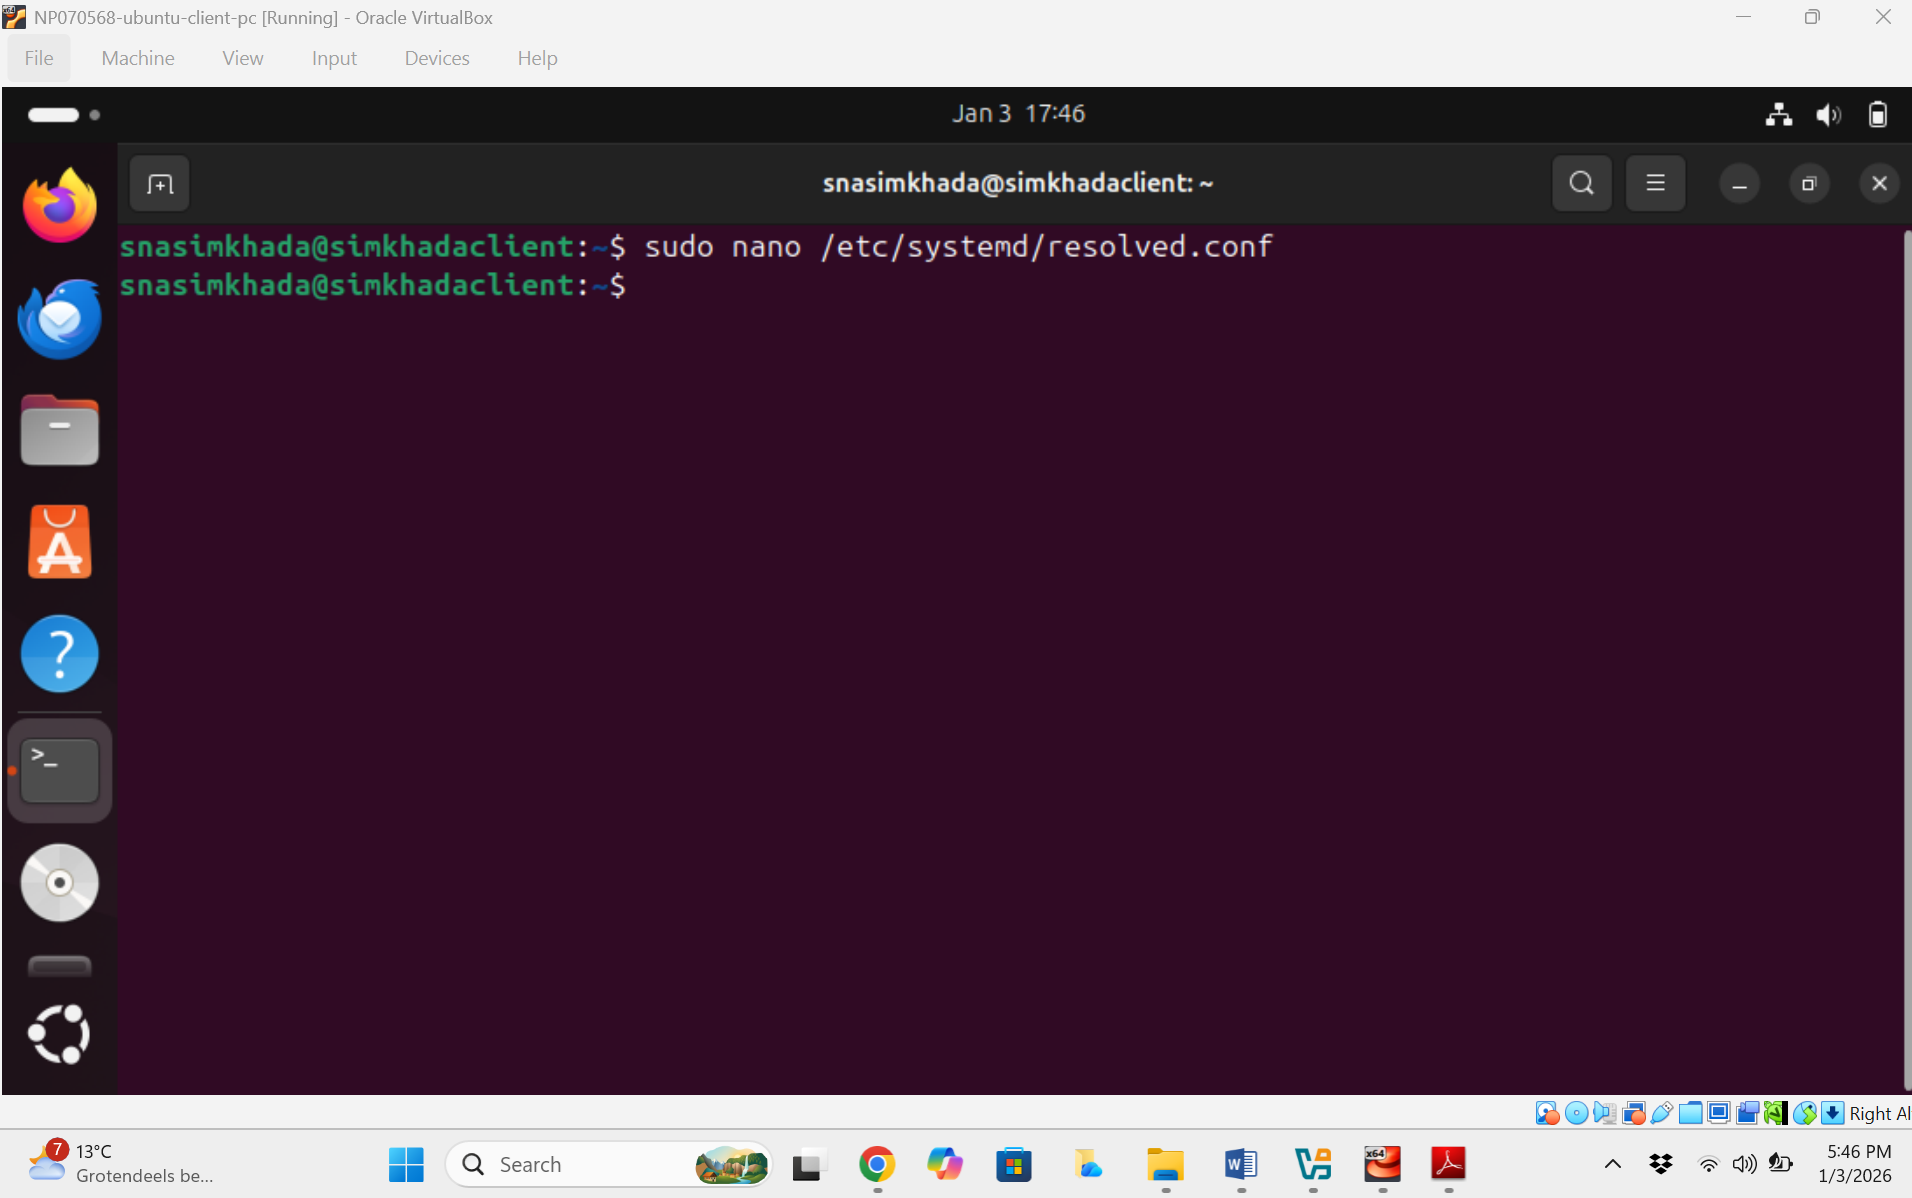 NP070568-ubuntu-client-pc [Running] - Oracle VirtualBox
File Machine View Input Devices Help
Jan 3 17:46
snasimkhada@simkhadaclient: ~
snasimkhada@simkhadaclient:~$ sudo nano /etc/systemd/resolved.conf
snasimkhada@simkhadaclient:~$
>_
Right Al
7
13°C
Grotendeels be...
Search
x64
5:46 PM
1/3/2026